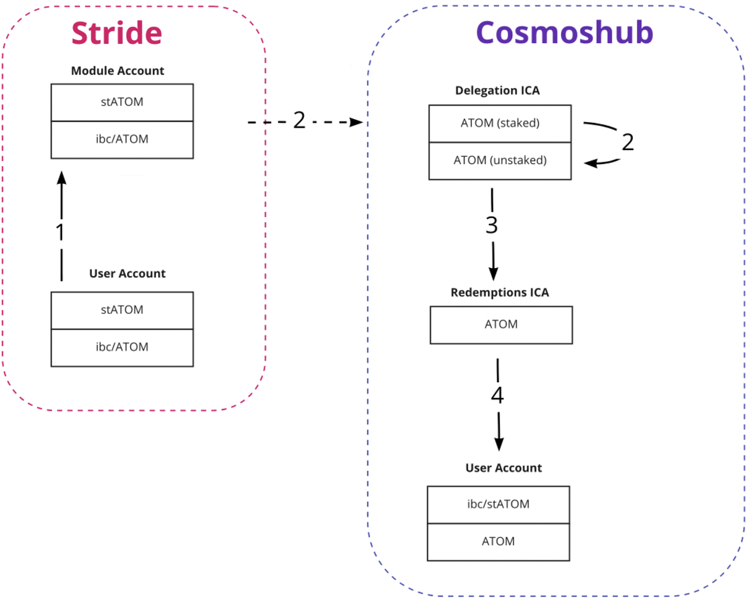 Stride
Module Account
stATOM
ibc/ATOM
1
User Account
stATOM
ibc/ATOM
2
Cosmoshub
Delegation ICA
ATOM (staked)
ATOM (unstaked)
2
3
Redemptions ICA
ATOM
4
User Account
ibc/stATOM
ATOM